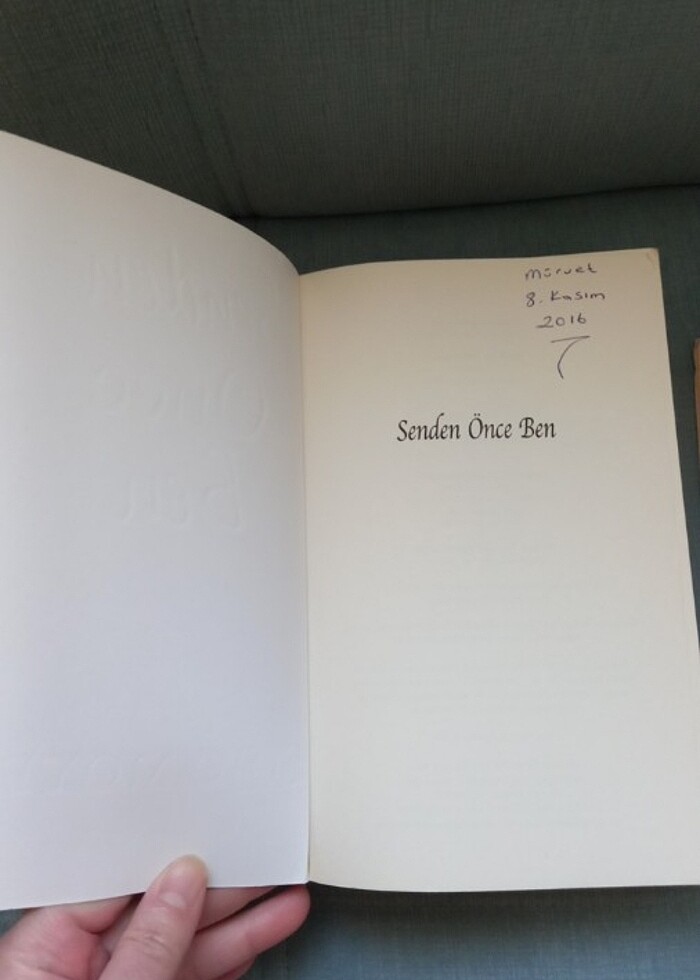 Mürvet
8. Kasım
2016
Senden Önce Ben